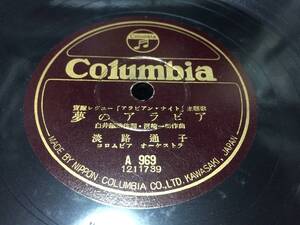 Columbia
寶塚レヴュー「アラビアン・ナイト」主題歌
夢のアラビア
淡路通子
コロムビア オーケストラ
A 969
1211739
MADE BY NIPPON COLUMBIA CO., LTD., KAWASAKI, JAPAN.